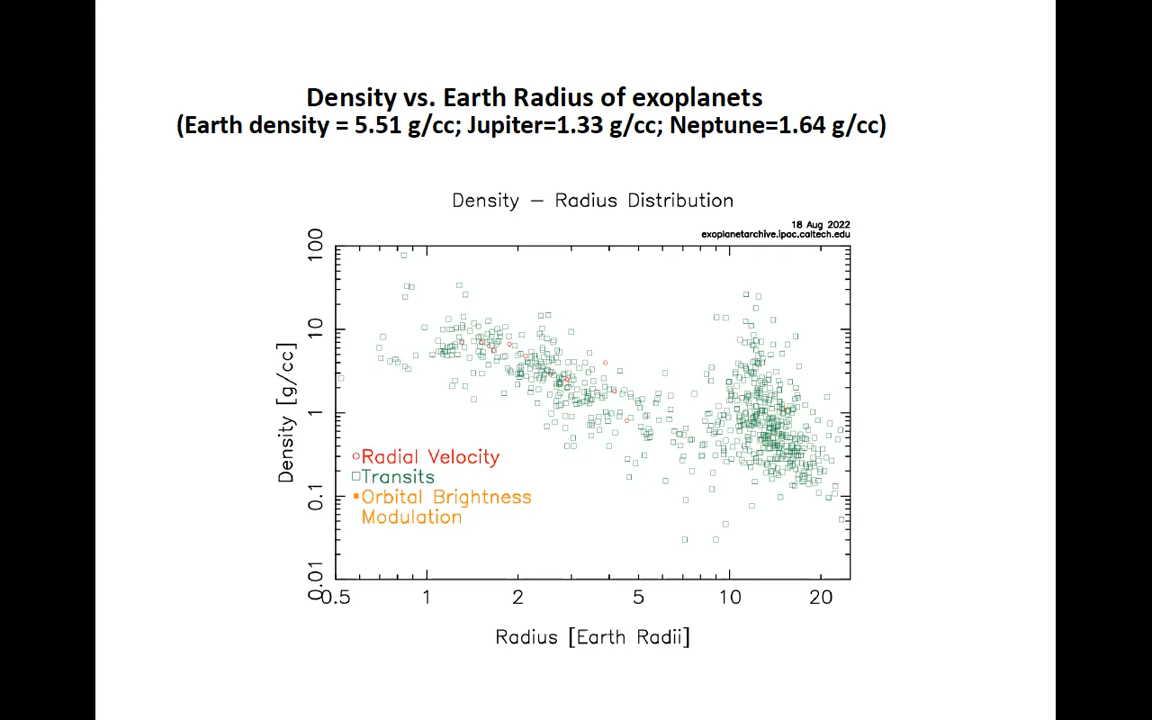 Density vs. Earth Radius of exoplanets
(Earth density = 5.51 g/cc; Jupiter=1.33 g/cc; Neptune=1.64 g/cc)
Density – Radius Distribution
18 Aug 2022
exoplanetarchive.ipac.caltech.edu
100
10
1
0.1
0.01
Density [g/cc]
Radial Velocity
Transits
Orbital Brightness
Modulation
0.5 1 2 5 10 20
Radius [Earth Radii]